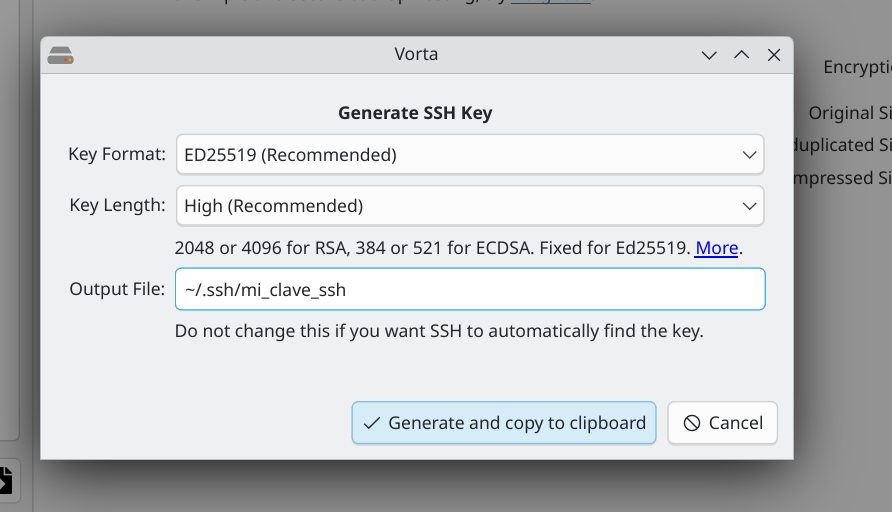 Vorta
Encrypti
Original Si
duplicated Si
mpressed Si
Generate SSH Key
Key Format: ED25519 (Recommended)
Key Length: High (Recommended)
2048 or 4096 for RSA, 384 or 521 for ECDSA. Fixed for Ed25519. More.
Output File: ~/.ssh/mi_clave_ssh
Do not change this if you want SSH to automatically find the key.
Generate and copy to clipboard Cancel